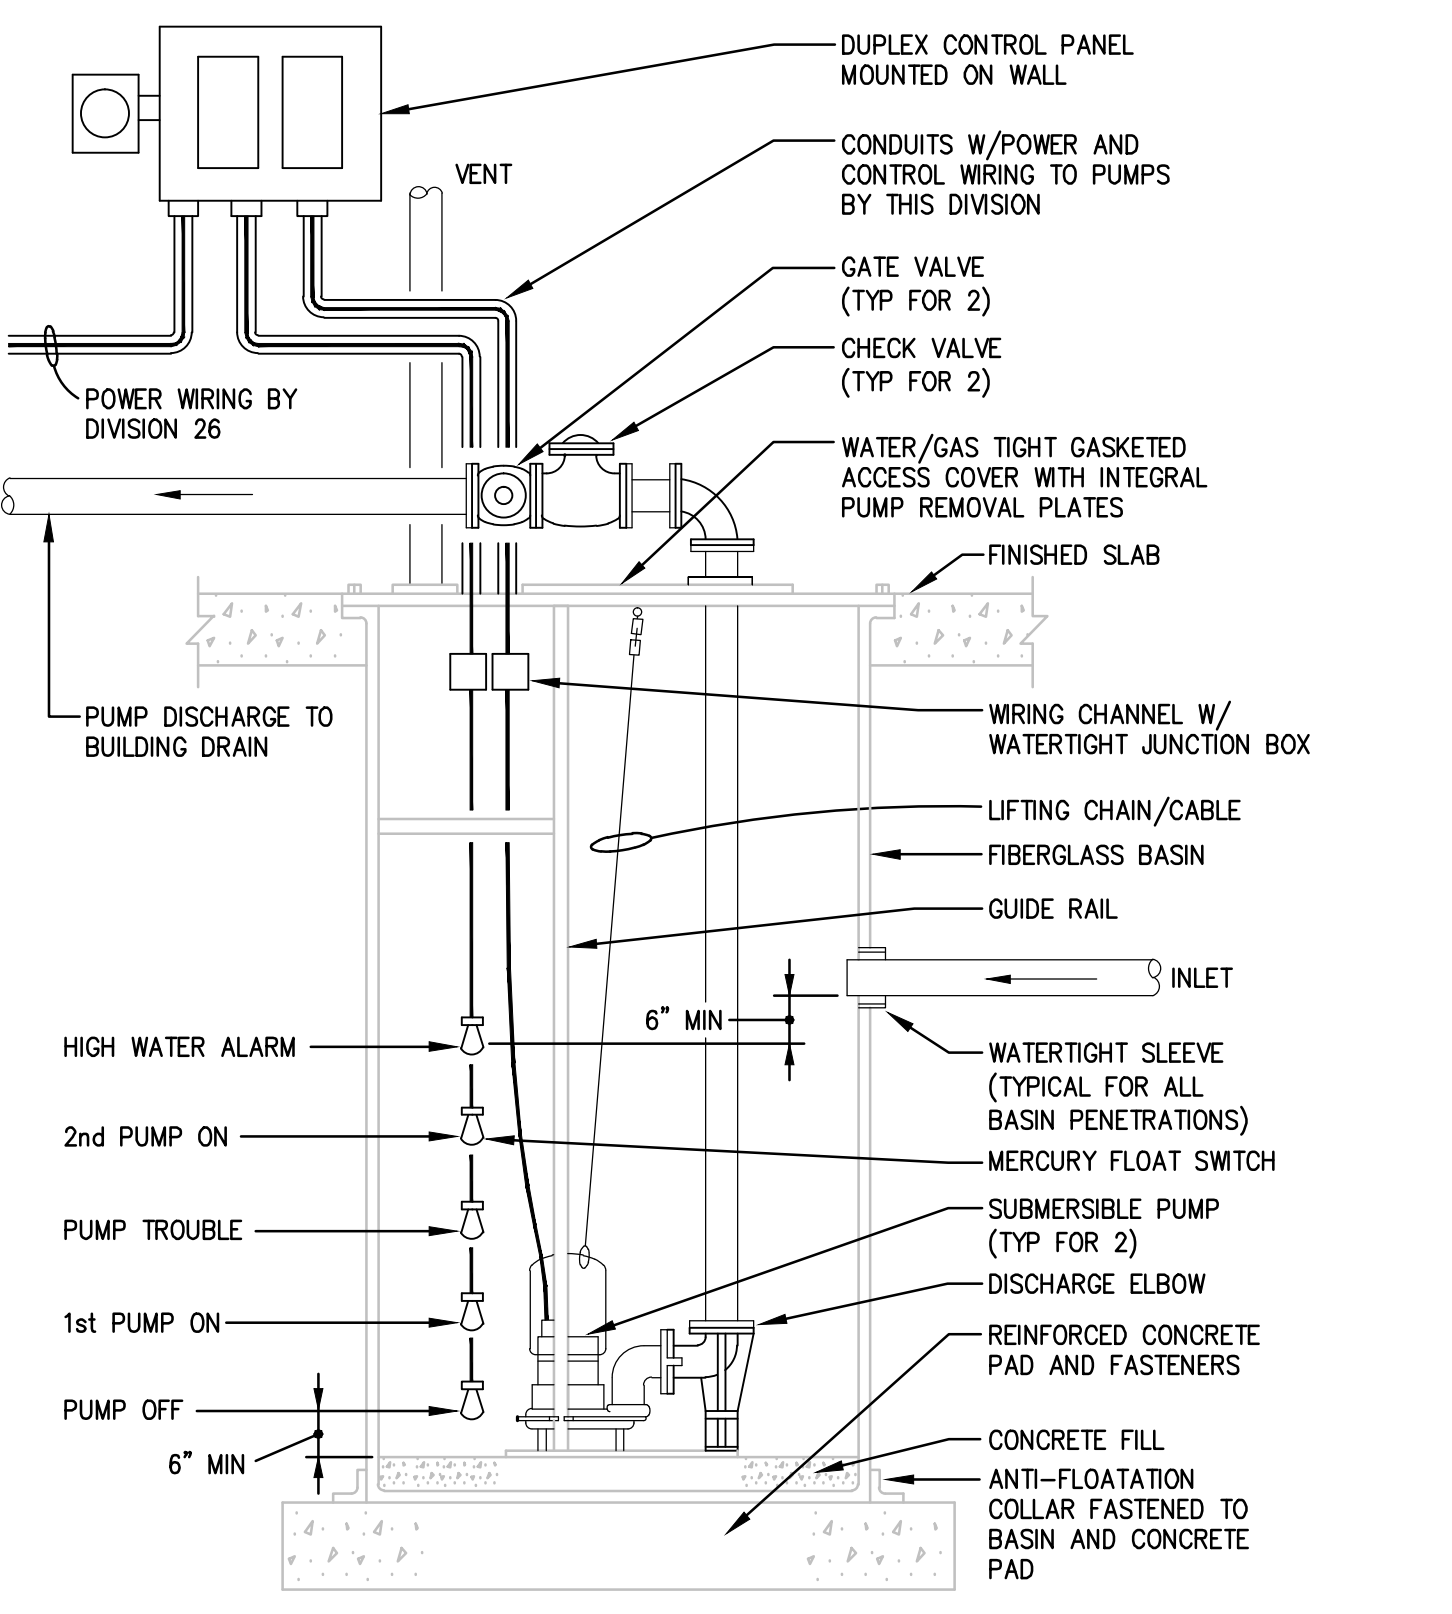 DUPLEX CONTROL PANEL
MOUNTED ON WALL
CONDUITS W/POWER AND
CONTROL WIRING TO PUMPS
BY THIS DIVISION
VENT
GATE VALVE
(TYP FOR 2)
CHECK VALVE
(TYP FOR 2)
POWER WIRING BY
DIVISION 26
WATER/GAS TIGHT GASKETED
ACCESS COVER WITH INTEGRAL
PUMP REMOVAL PLATES
FINISHED SLAB
PUMP DISCHARGE TO
BUILDING DRAIN
WIRING CHANNEL W/
WATERTIGHT JUNCTION BOX
LIFTING CHAIN/CABLE
FIBERGLASS BASIN
GUIDE RAIL
INLET
6" MIN
HIGH WATER ALARM
WATERTIGHT SLEEVE
(TYPICAL FOR ALL
BASIN PENETRATIONS)
2nd PUMP ON
MERCURY FLOAT SWITCH
PUMP TROUBLE
SUBMERSIBLE PUMP
(TYP FOR 2)
DISCHARGE ELBOW
1st PUMP ON
REINFORCED CONCRETE
PAD AND FASTENERS
PUMP OFF
6" MIN
CONCRETE FILL
ANTI-FLOATATION
COLLAR FASTENED TO
BASIN AND CONCRETE
PAD